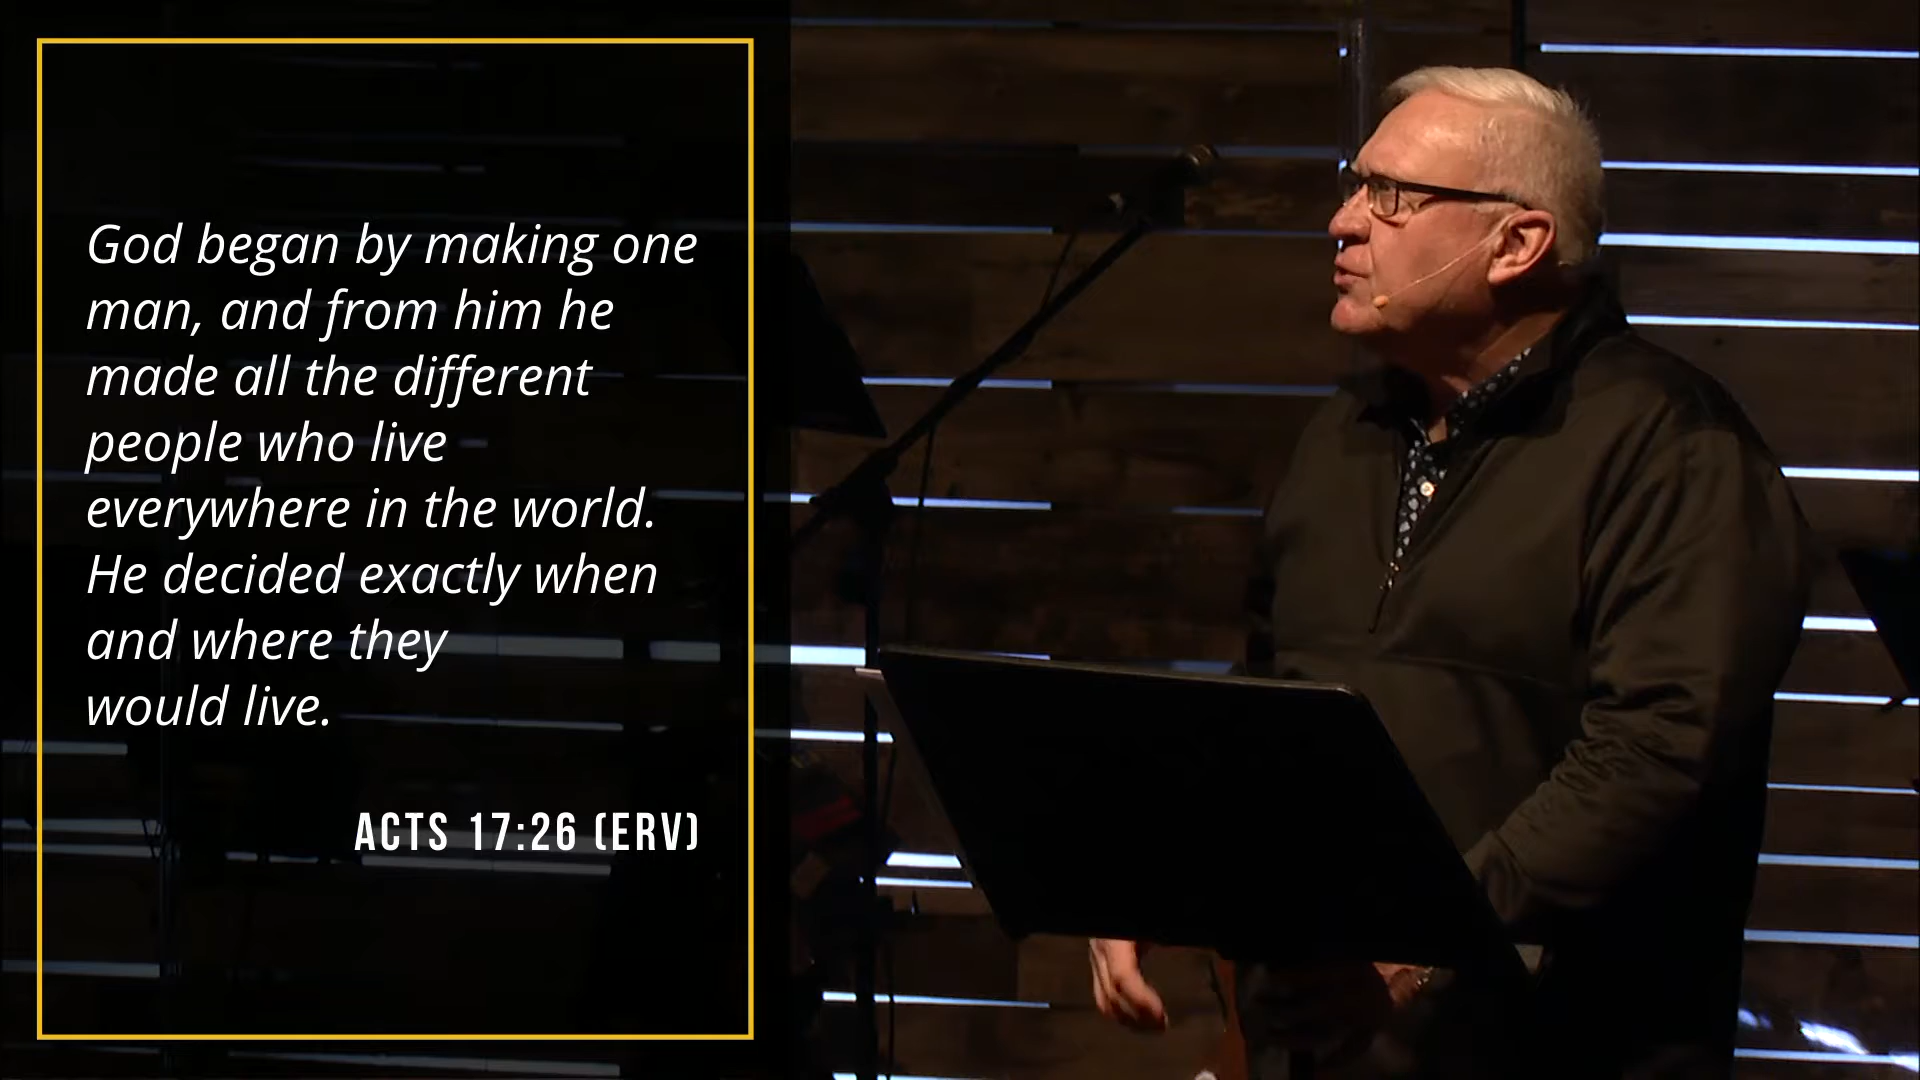 God began by making one
man, and from him he
made all the different
people who live
everywhere in the world.
He decided exactly when
and where they
would live.
ACTS 17:26 (ERV)